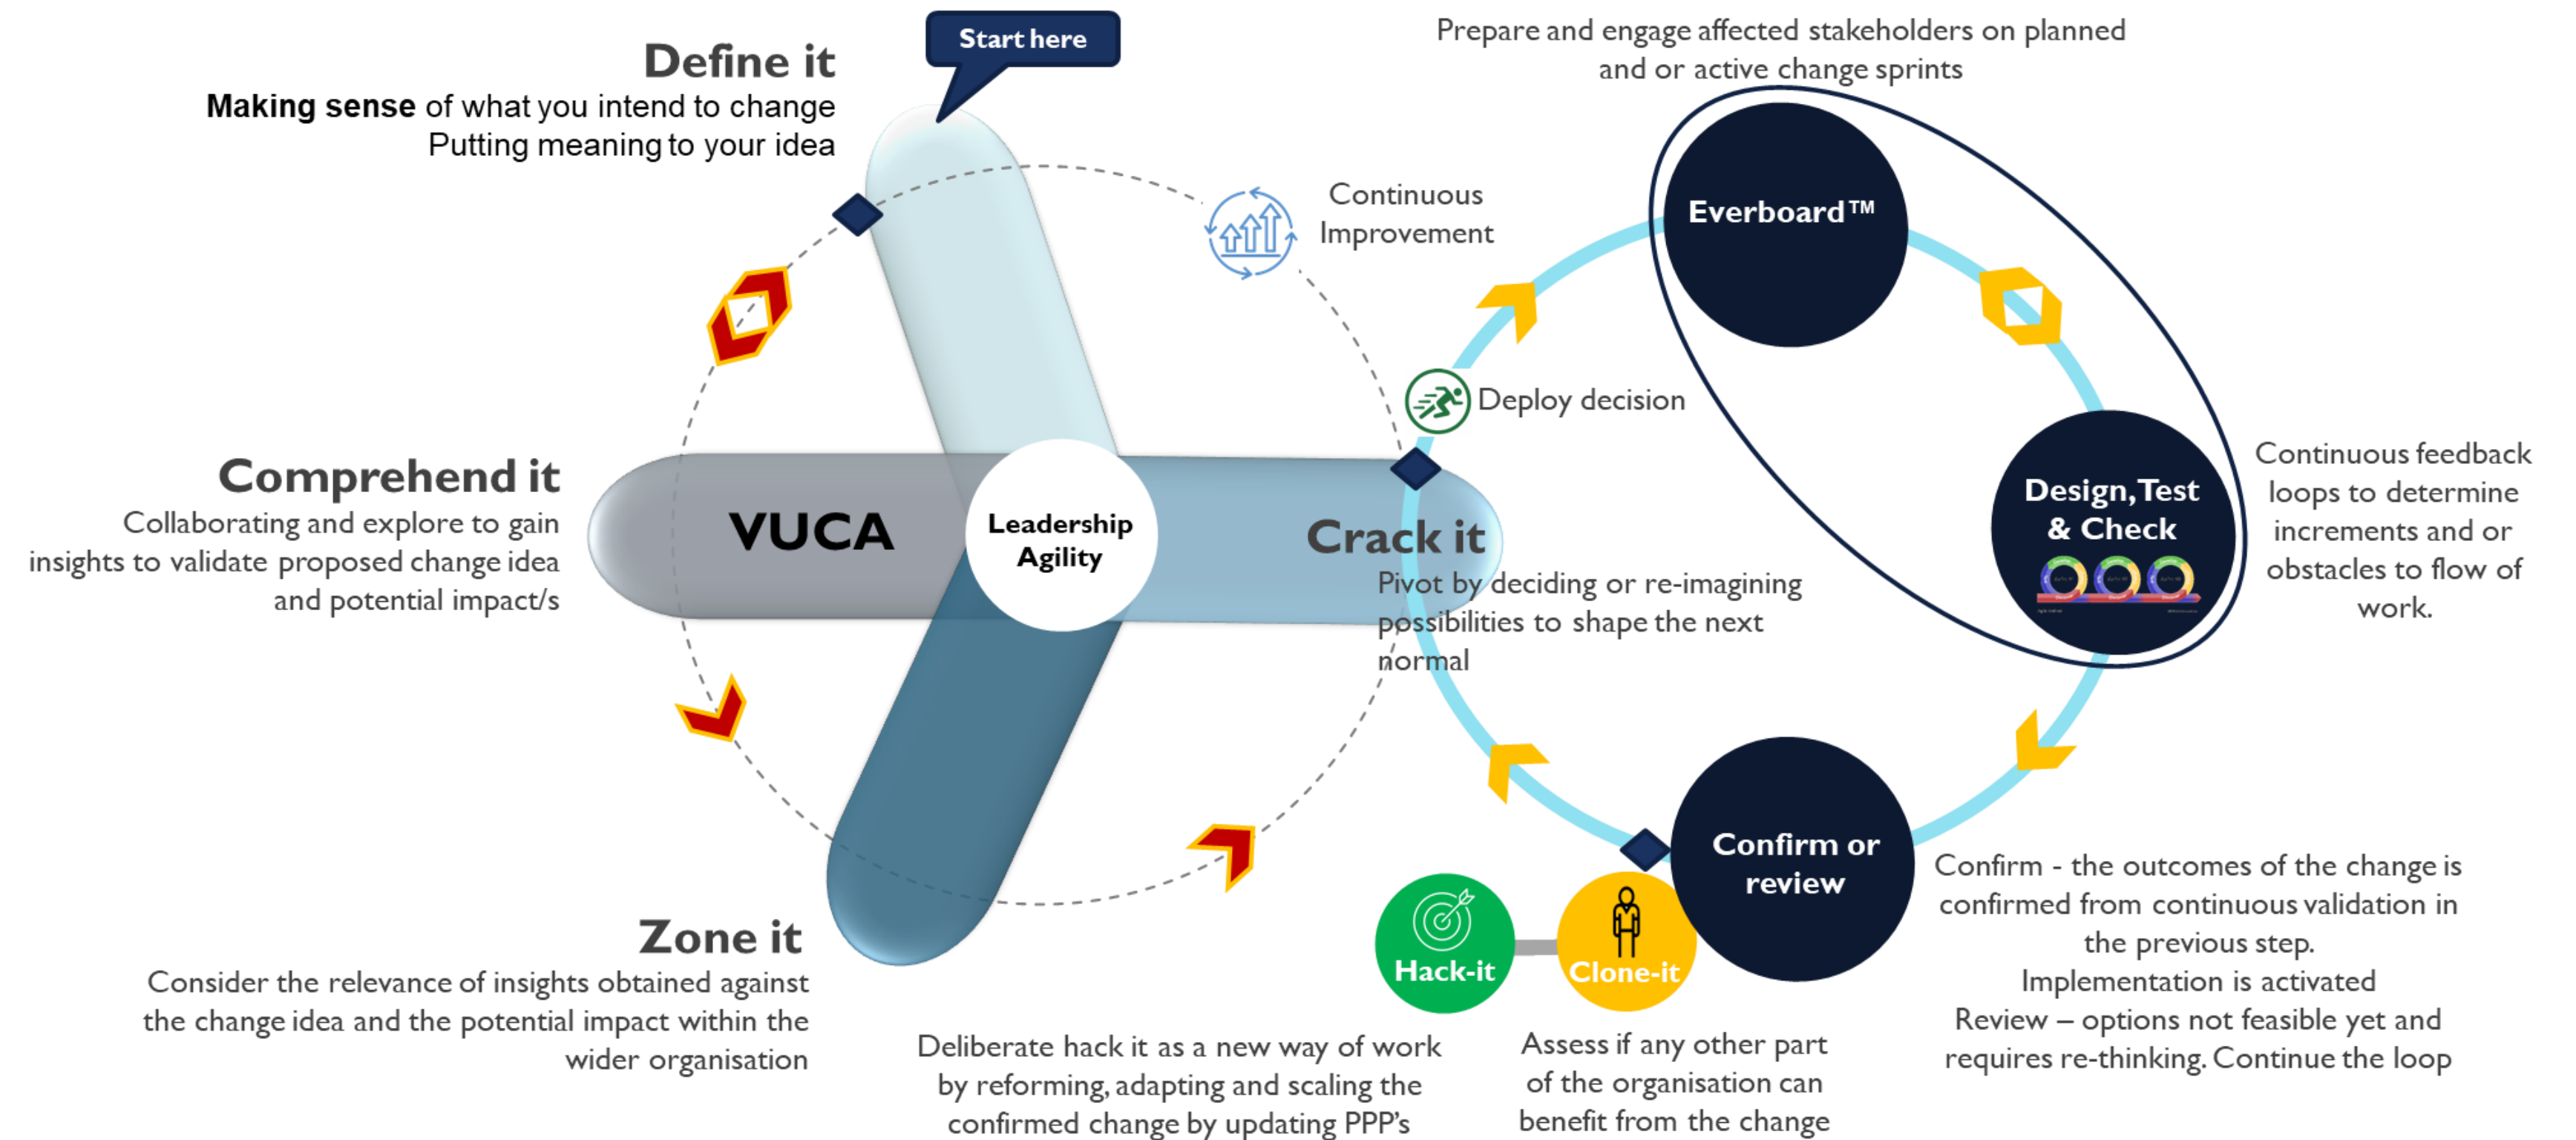 Start here
Define it
Making sense of what you intend to change
Putting meaning to your idea
Prepare and engage affected stakeholders on planned
and or active change sprints
Continuous
Improvement
Everboard™
Deploy decision
Comprehend it
Collaborating and explore to gain
insights to validate proposed change idea
and potential impact/s
VUCA
Leadership
Agility
Crack it
Pivot by deciding or re-imagining
possibilities to shape the next
normal
Design, Test
& Check
Continuous feedback
loops to determine
increments and or
obstacles to flow of
work.
Zone it
Consider the relevance of insights obtained against
the change idea and the potential impact within the
wider organisation
Confirm or
review
Hack-it
Clone-it
Deliberate hack it as a new way of work
by reforming, adapting and scaling the
confirmed change by updating PPP's
Assess if any other part
of the organisation can
benefit from the change
Confirm - the outcomes of the change is
confirmed from continuous validation in
the previous step.
Implementation is activated
Review – options not feasible yet and
requires re-thinking. Continue the loop